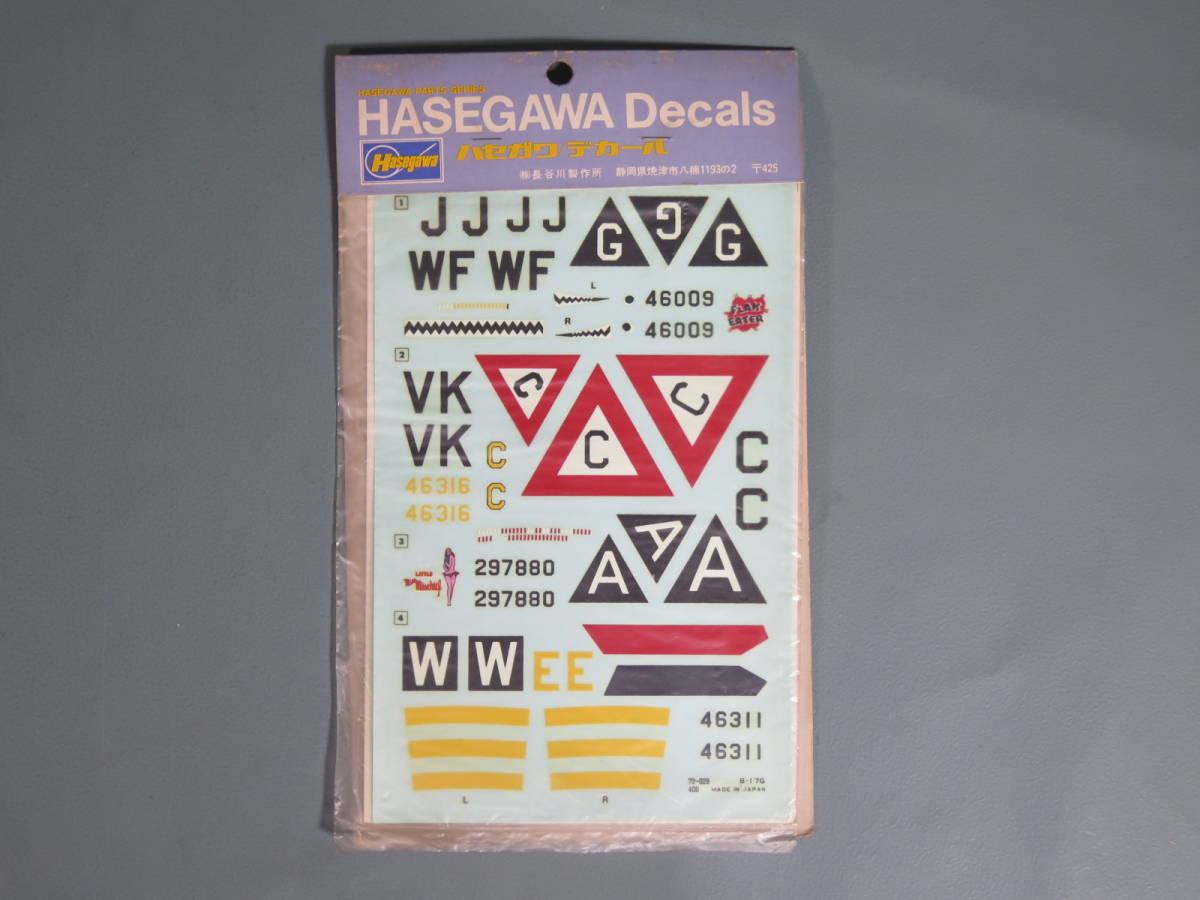 HASEGAWA PARTS SERIES
HASEGAWA Decals
Hasegawa
ハセガワ/デカール
㈱長谷川製作所 静岡県焼津市八楠1193の2 〒425
1
J J J J
G G G
WF WF
L
46009
R
46009
FLAK EATER
2
VK
C C C
VK
C
C
46316
C
C
46316
3
LITTLE
Miss Mischief
297880
297880
A A A
4
W W E E
46311
46311
L R
72-028 B-17G
400 MADE IN JAPAN